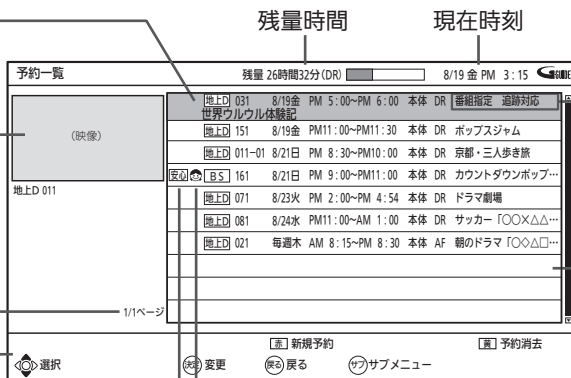 残量時間 現在時刻
予約一覧 残量 26時間32分(DR) 8/19 金 PM 3:15 G-GUIDE
地上D 031 8/19金 PM 5:00~PM 6:00 本体 DR 番組指定 追跡対応
世界ウルウル体験記
(映像)
地上D 151 8/19金 PM11:00~PM11:30 本体 DR ポップスジャム
地上D 011-01 8/21日 PM 8:30~PM10:00 本体 DR 京都・三人歩き旅
安心 BS 161 8/21日 PM 9:00~PM11:00 本体 DR カウントダウンポップ…
地上D 011
地上D 071 8/23火 PM 2:00~PM 4:54 本体 DR ドラマ劇場
地上D 081 8/24水 PM11:00~AM 1:00 本体 DR サッカー「〇〇×△△…
地上D 021 毎週木 AM 8:15~PM 8:30 本体 AF 朝のドラマ「〇◇△□…
1/1ページ
赤 新規予約 黄 予約消去
選択 決定 変更 戻る 戻る サブ サブメニュー